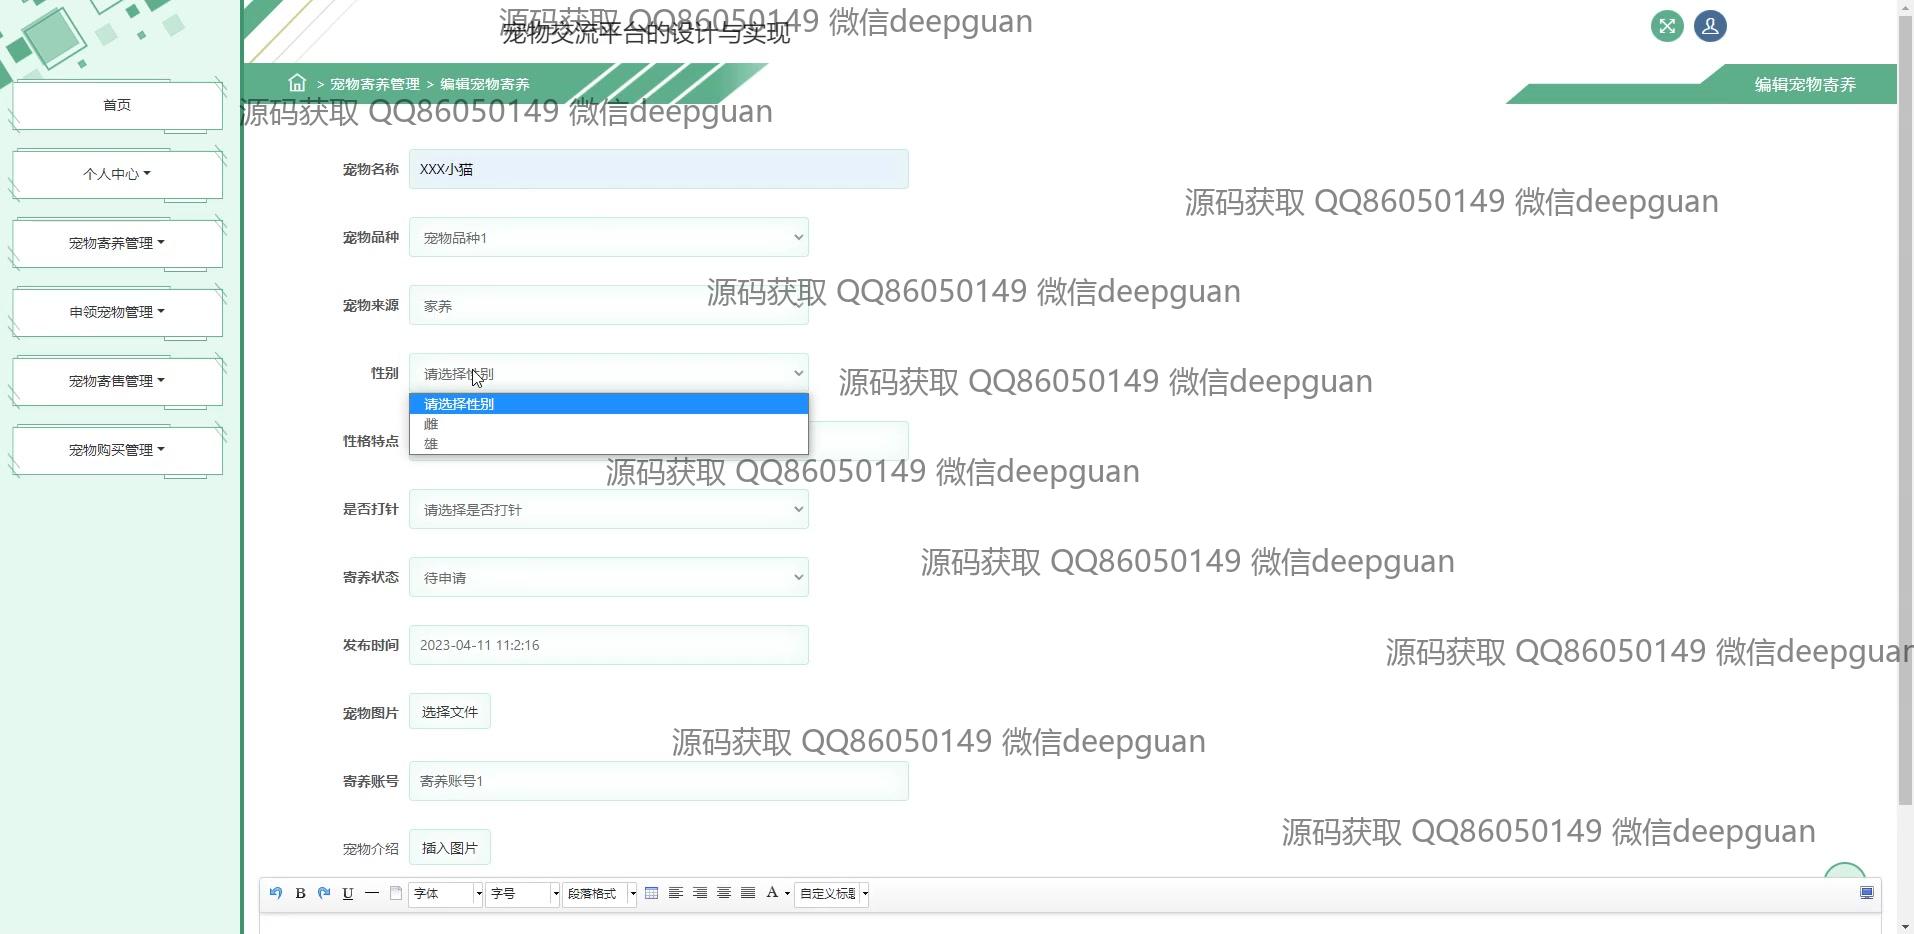 宠物交流平台的设计与实现
源码获取 QQ86050149 微信deepguan
> 宠物寄养管理 > 编辑宠物寄养
编辑宠物寄养
源码获取 QQ86050149 微信deepguan
首页
个人中心
宠物寄养管理
申领宠物管理
宠物寄售管理
宠物购买管理
宠物名称 XXX小猫
源码获取 QQ86050149 微信deepguan
宠物品种 宠物品种1
源码获取 QQ86050149 微信deepguan
宠物来源 家养
性别 请选择性别
源码获取 QQ86050149 微信deepguan
请选择性别
雌
雄
性格特点
源码获取 QQ86050149 微信deepguan
是否打针 请选择是否打针
源码获取 QQ86050149 微信deepguan
寄养状态 待申请
发布时间 2023-04-11 11:2:16
源码获取 QQ86050149 微信deepguan
宠物图片 选择文件
源码获取 QQ86050149 微信deepguan
寄养账号 寄养账号1
源码获取 QQ86050149 微信deepguan
宠物介绍 插入图片
B U 字体 字号 段落格式 A 自定义标题